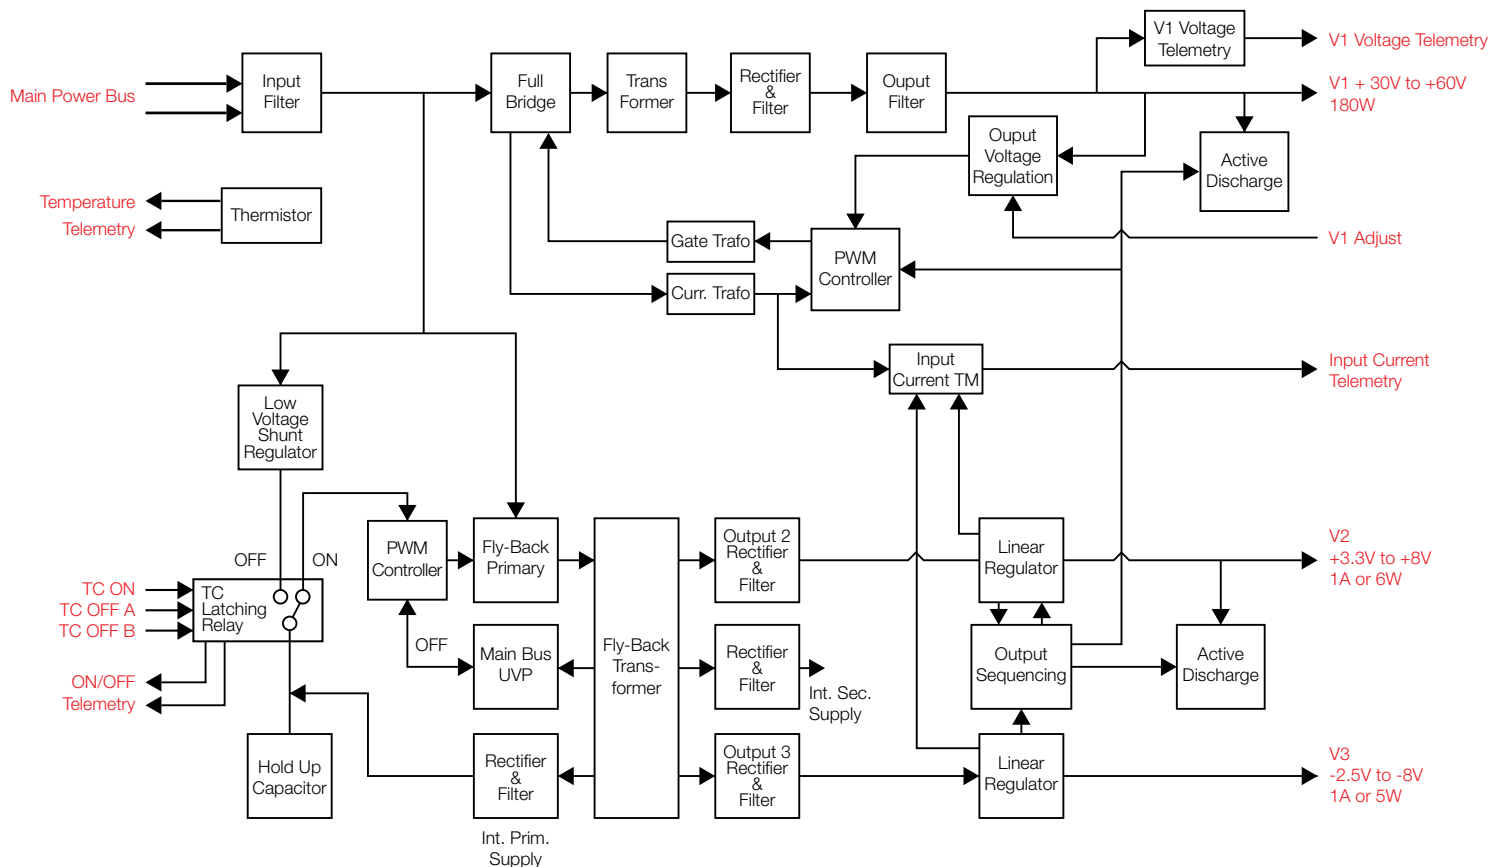 Main Power Bus
Input
Filter
Full
Bridge
Trans
Former
Rectifier
&
Filter
Ouput
Filter
V1 Voltage
Telemetry
V1 Voltage Telemetry
V1 + 30V to +60V
180W
Ouput
Voltage
Regulation
Active
Discharge
Temperature
Telemetry
Thermistor
Gate Trafo
Curr. Trafo
PWM
Controller
V1 Adjust
Input
Current TM
Input Current
Telemetry
Low
Voltage
Shunt
Regulator
OFF
ON
PWM
Controller
Fly-Back
Primary
Output 2
Rectifier
&
Filter
Linear
Regulator
V2
+3.3V to +8V
1A or 6W
TC ON
TC OFF A
TC OFF B
TC
Latching
Relay
OFF
Main Bus
UVP
Fly-Back
Trans-
former
Rectifier
&
Filter
Int. Sec.
Supply
Output
Sequencing
Active
Discharge
ON/OFF
Telemetry
Hold Up
Capacitor
Rectifier
&
Filter
Int. Prim.
Supply
Output 3
Rectifier
&
Filter
Linear
Regulator
V3
-2.5V to -8V
1A or 5W